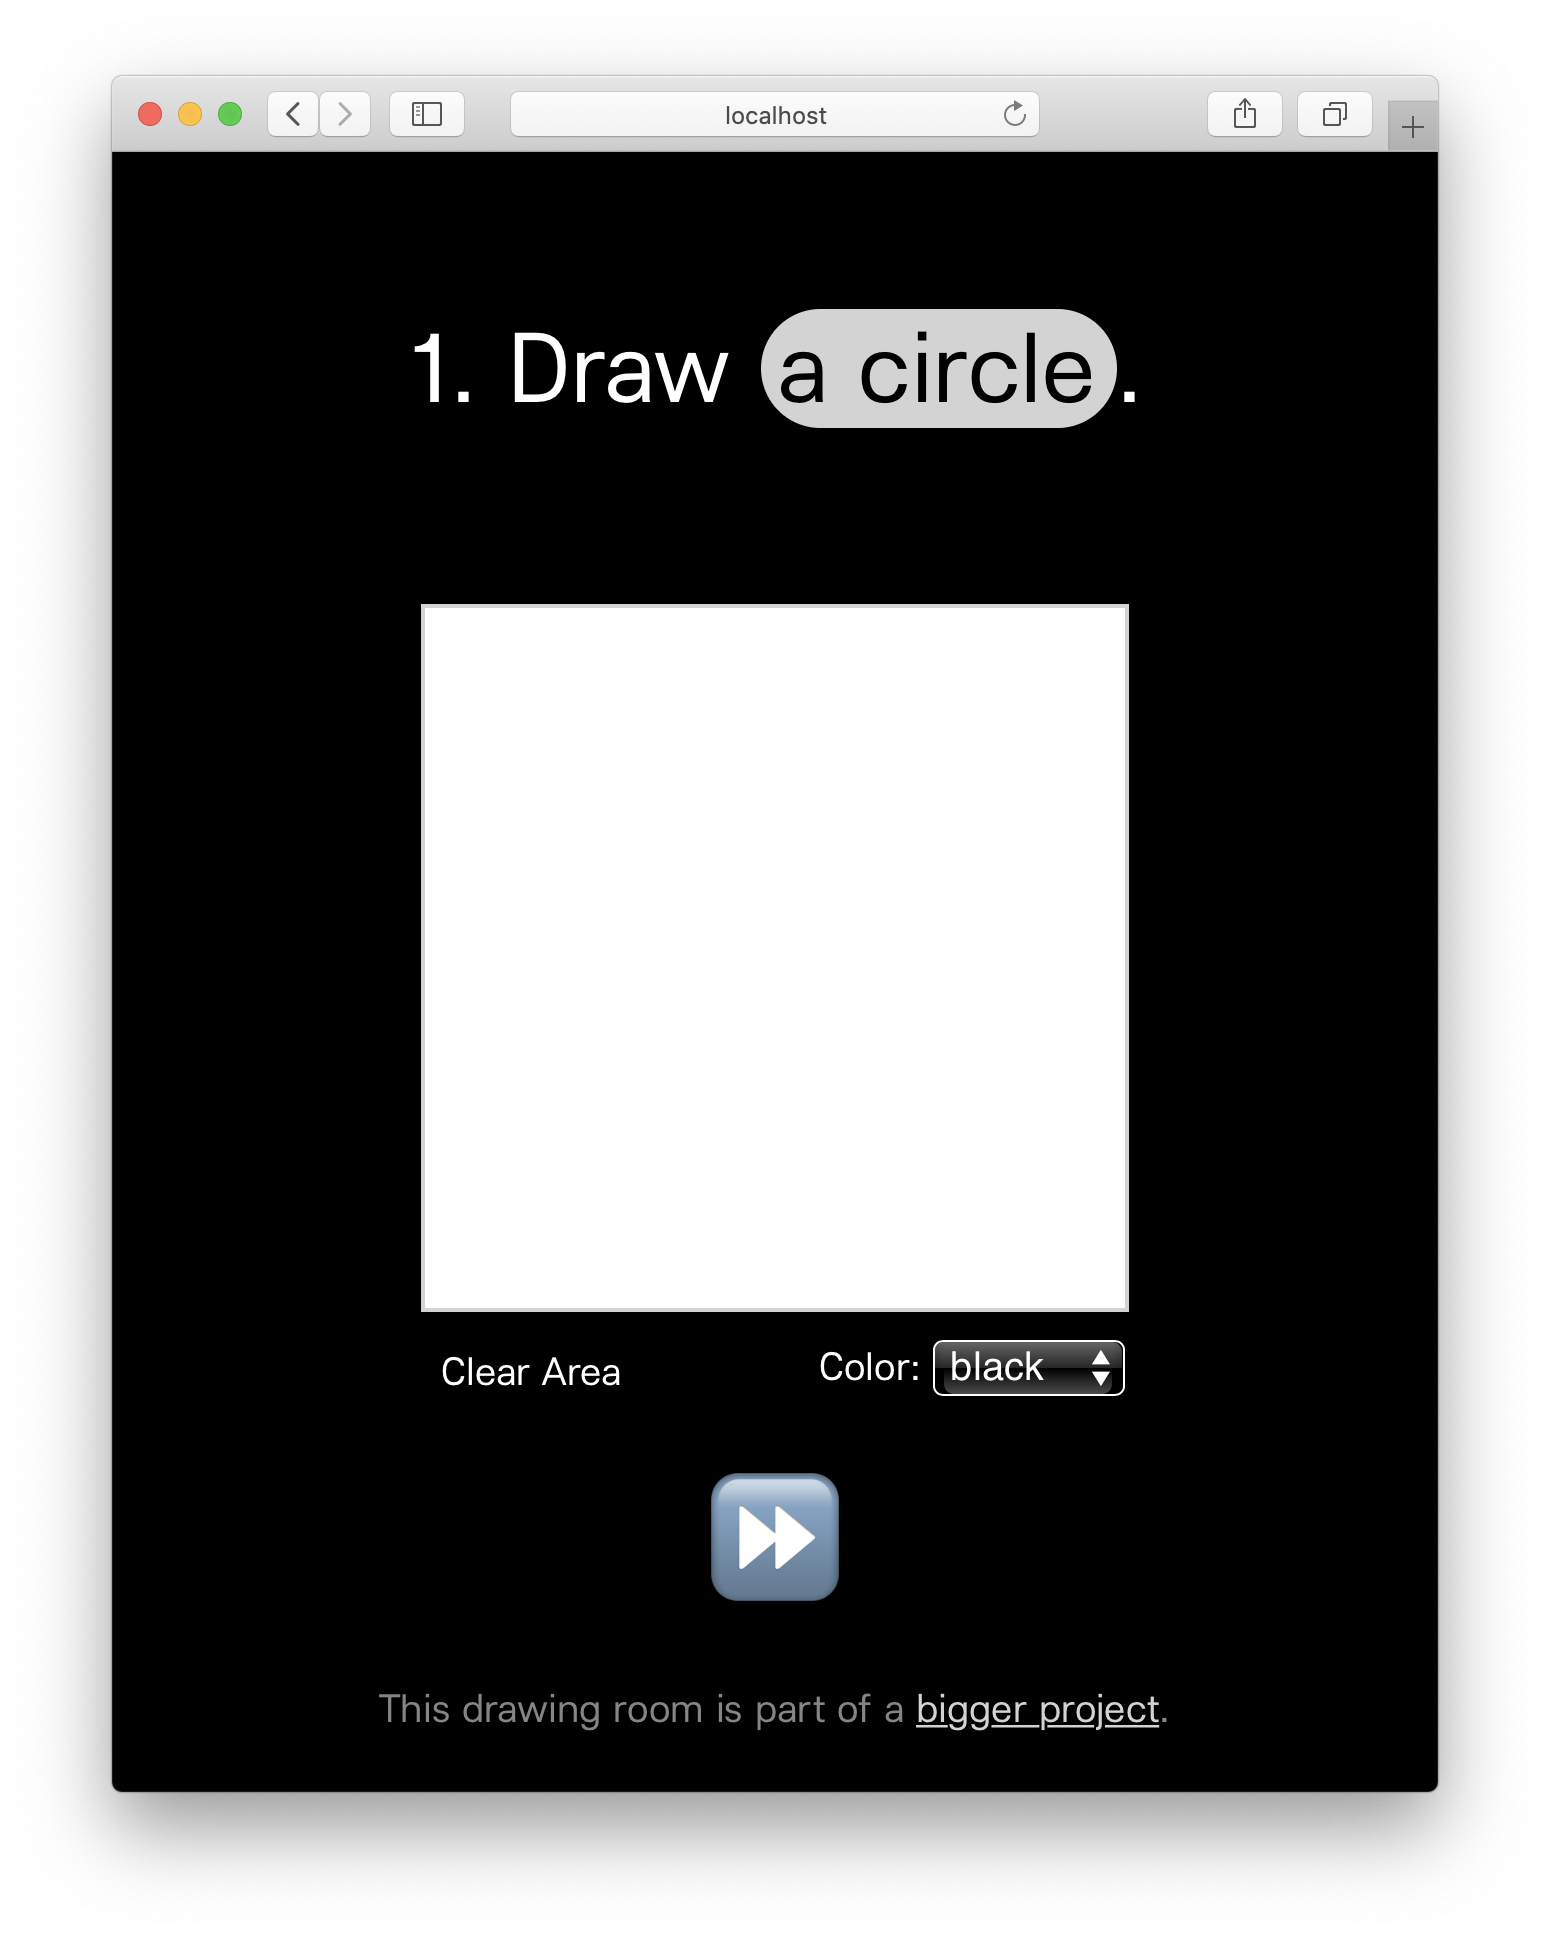 localhost
1. Draw a circle.
Clear Area
Color: black
This drawing room is part of a bigger project.